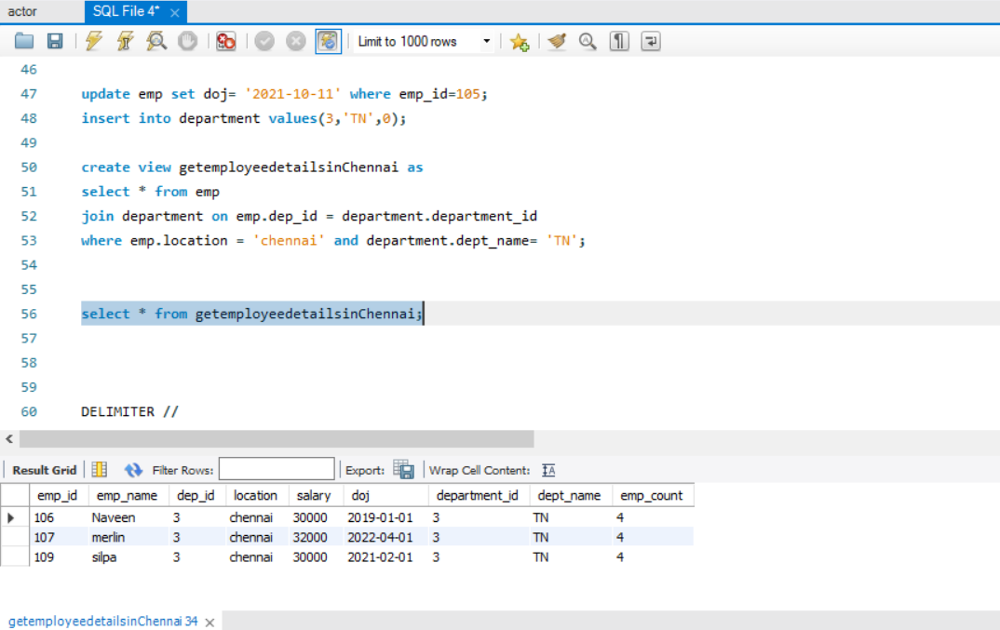 actor SQL File 4* ×
Limit to 1000 rows
46
47 update emp set doj= '2021-10-11' where emp_id=105;
48 insert into department values(3,'TN',0);
49
50 create view getemployeedetailsinChennai as
51 select * from emp
52 join department on emp.dep_id = department.department_id
53 where emp.location = 'chennai' and department.dept_name= 'TN';
54
55
56 select * from getemployeedetailsinChennai;
57
58
59
60 DELIMITER //
Result Grid Filter Rows: Export: Wrap Cell Content: IA
emp_id emp_name dep_id location salary doj department_id dept_name emp_count
106 Naveen 3 chennai 30000 2019-01-01 3 TN 4
107 merlin 3 chennai 32000 2022-04-01 3 TN 4
109 silpa 3 chennai 30000 2021-02-01 3 TN 4
getemployeedetailsinChennai 34 ×